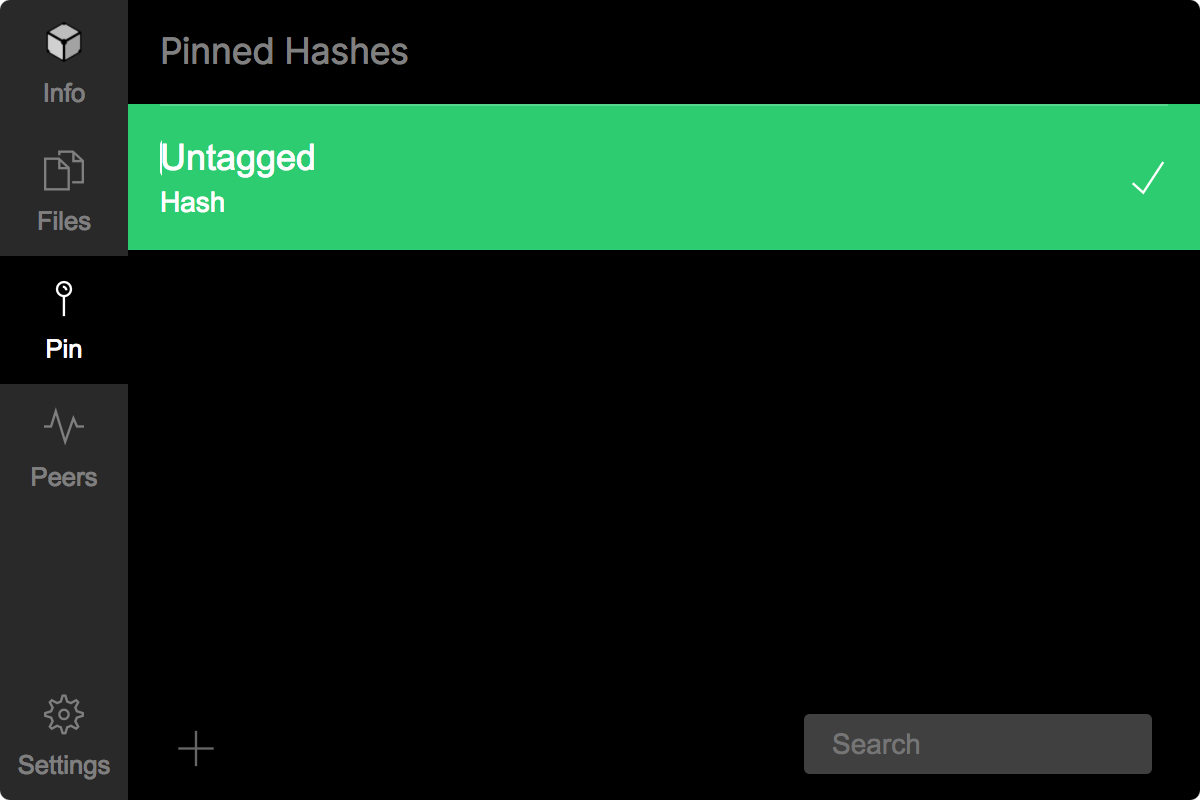 Info
Files
Pin
Peers
Settings
Pinned Hashes
Untagged
Hash
Search